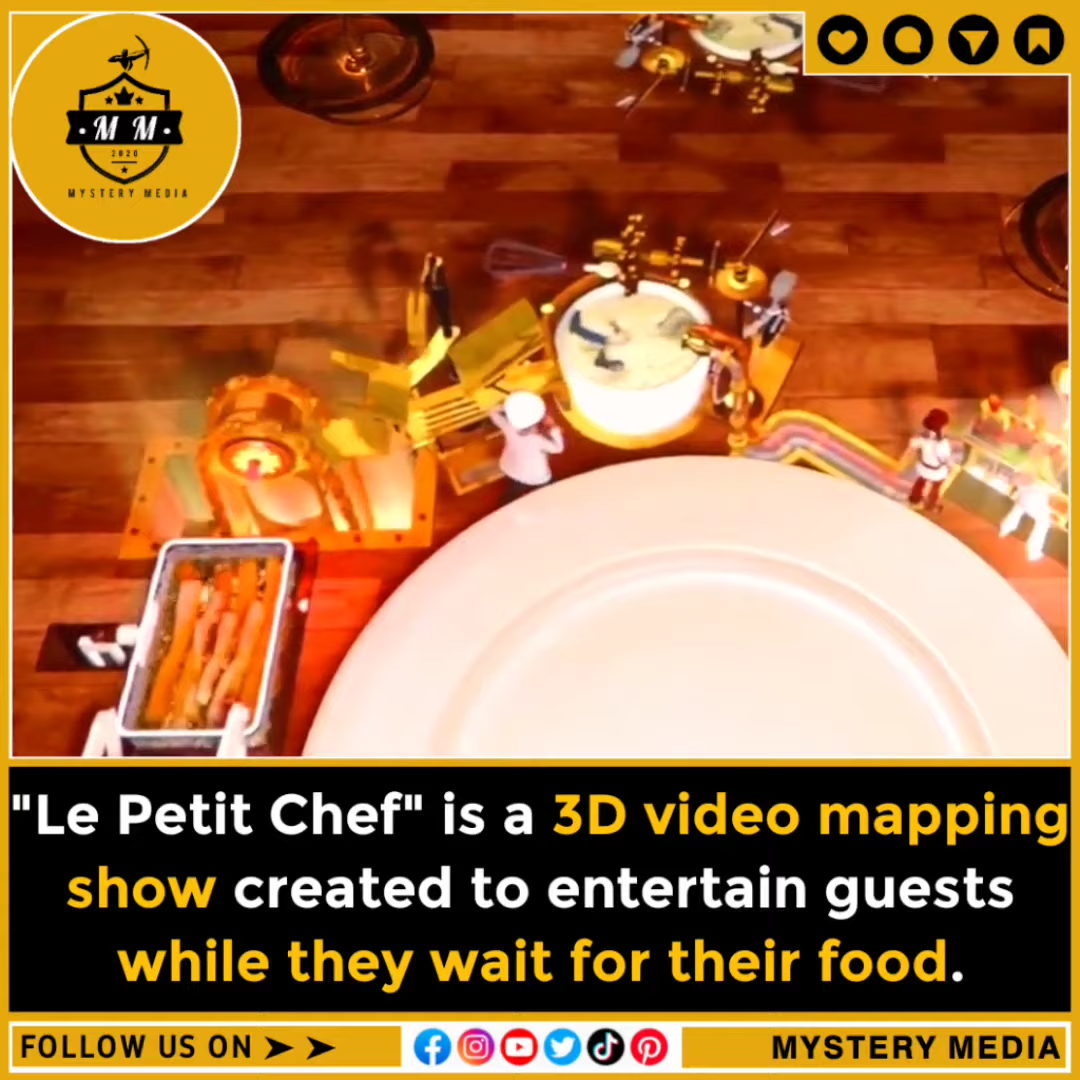 M M
2020
MYSTERY MEDIA
"Le Petit Chef" is a 3D video mapping
show created to entertain guests
while they wait for their food.
FOLLOW US ON
MYSTERY MEDIA